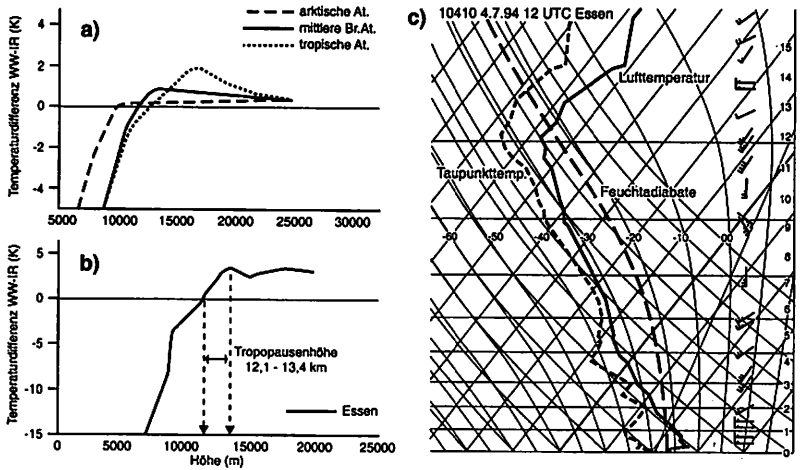 a)
arktische At.
mittlere Br.At.
tropische At.
Temperaturdifferenz WW-IR (K)
4
2
0
-2
-4
5000 10000 15000 20000 25000 30000
b)
Temperaturdifferenz WW-IR (K)
5
0
-5
-10
-15
Tropopausenhöhe
12,1 - 13,4 km
Essen
0 5000 10000 15000 20000 25000
Höhe (m)
c)
10410 4.7.94 12 UTC Essen
Lufttemperatur
Taupunkttemp.
Feuchtadiabate
-60 -50 -40 -30 -20 -10 00
15
14
13
12
11
10
9
8
7
6
5
4
3
2
1
0